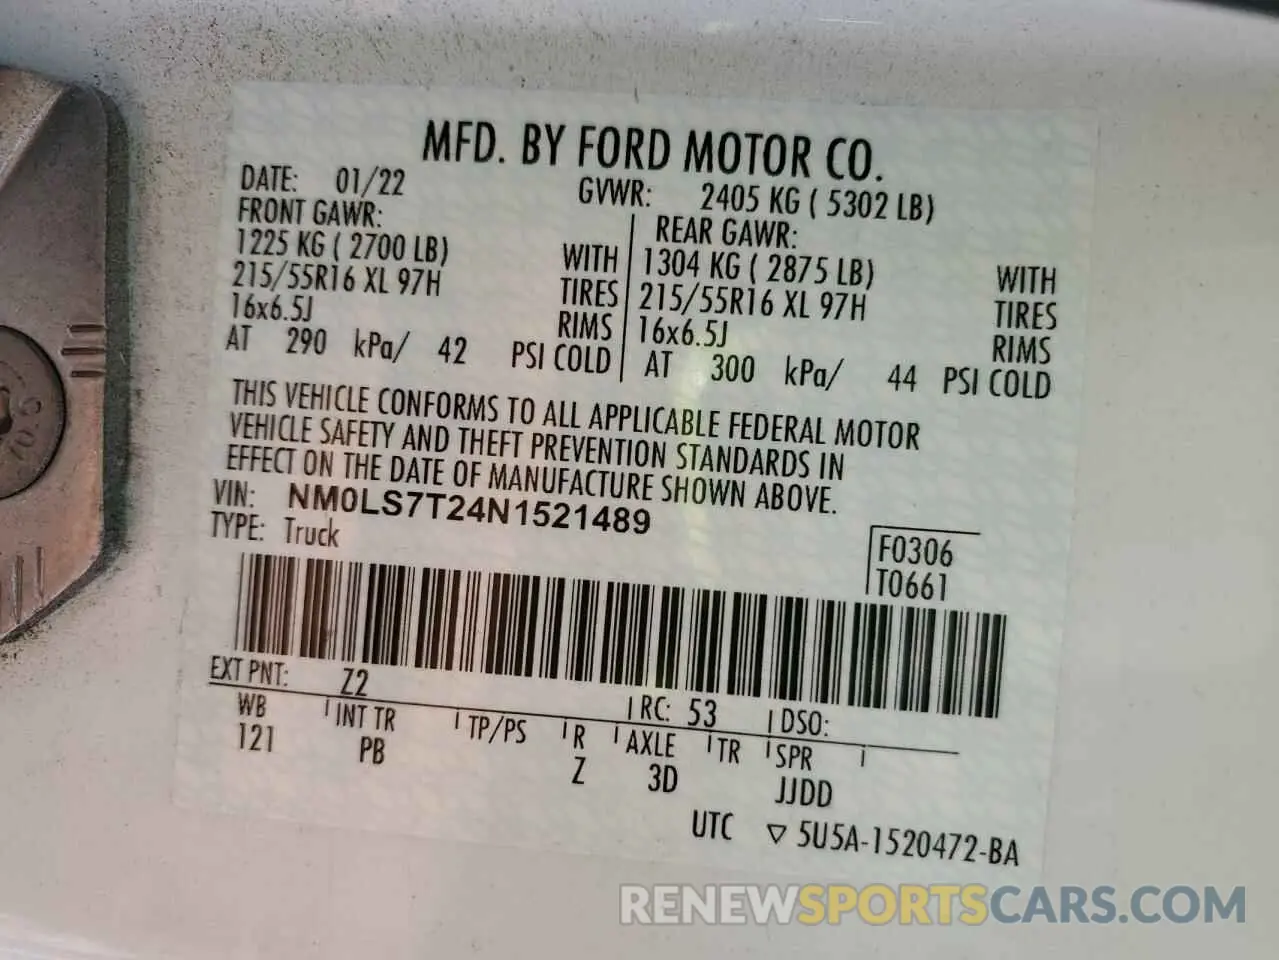 MFD. BY FORD MOTOR CO.
DATE: 01/22 GVWR: 2405 KG ( 5302 LB)
FRONT GAWR: REAR GAWR:
1225 KG ( 2700 LB) WITH 1304 KG ( 2875 LB) WITH
215/55R16 XL 97H TIRES 215/55R16 XL 97H TIRES
16x6.5J RIMS 16x6.5J RIMS
AT 290 kPa/ 42 PSI COLD AT 300 kPa/ 44 PSI COLD
THIS VEHICLE CONFORMS TO ALL APPLICABLE FEDERAL MOTOR
VEHICLE SAFETY AND THEFT PREVENTION STANDARDS IN
EFFECT ON THE DATE OF MANUFACTURE SHOWN ABOVE.
VIN: NM0LS7T24N1521489
TYPE: Truck
F0306
T0661
EXT PNT: Z2 RC: 53 DSO:
WB INT TR TP/PS R AXLE TR SPR
121 PB Z 3D JJDD
UTC ▽ 5U5A-1520472-BA
RENEWSPORTSCARS.COM